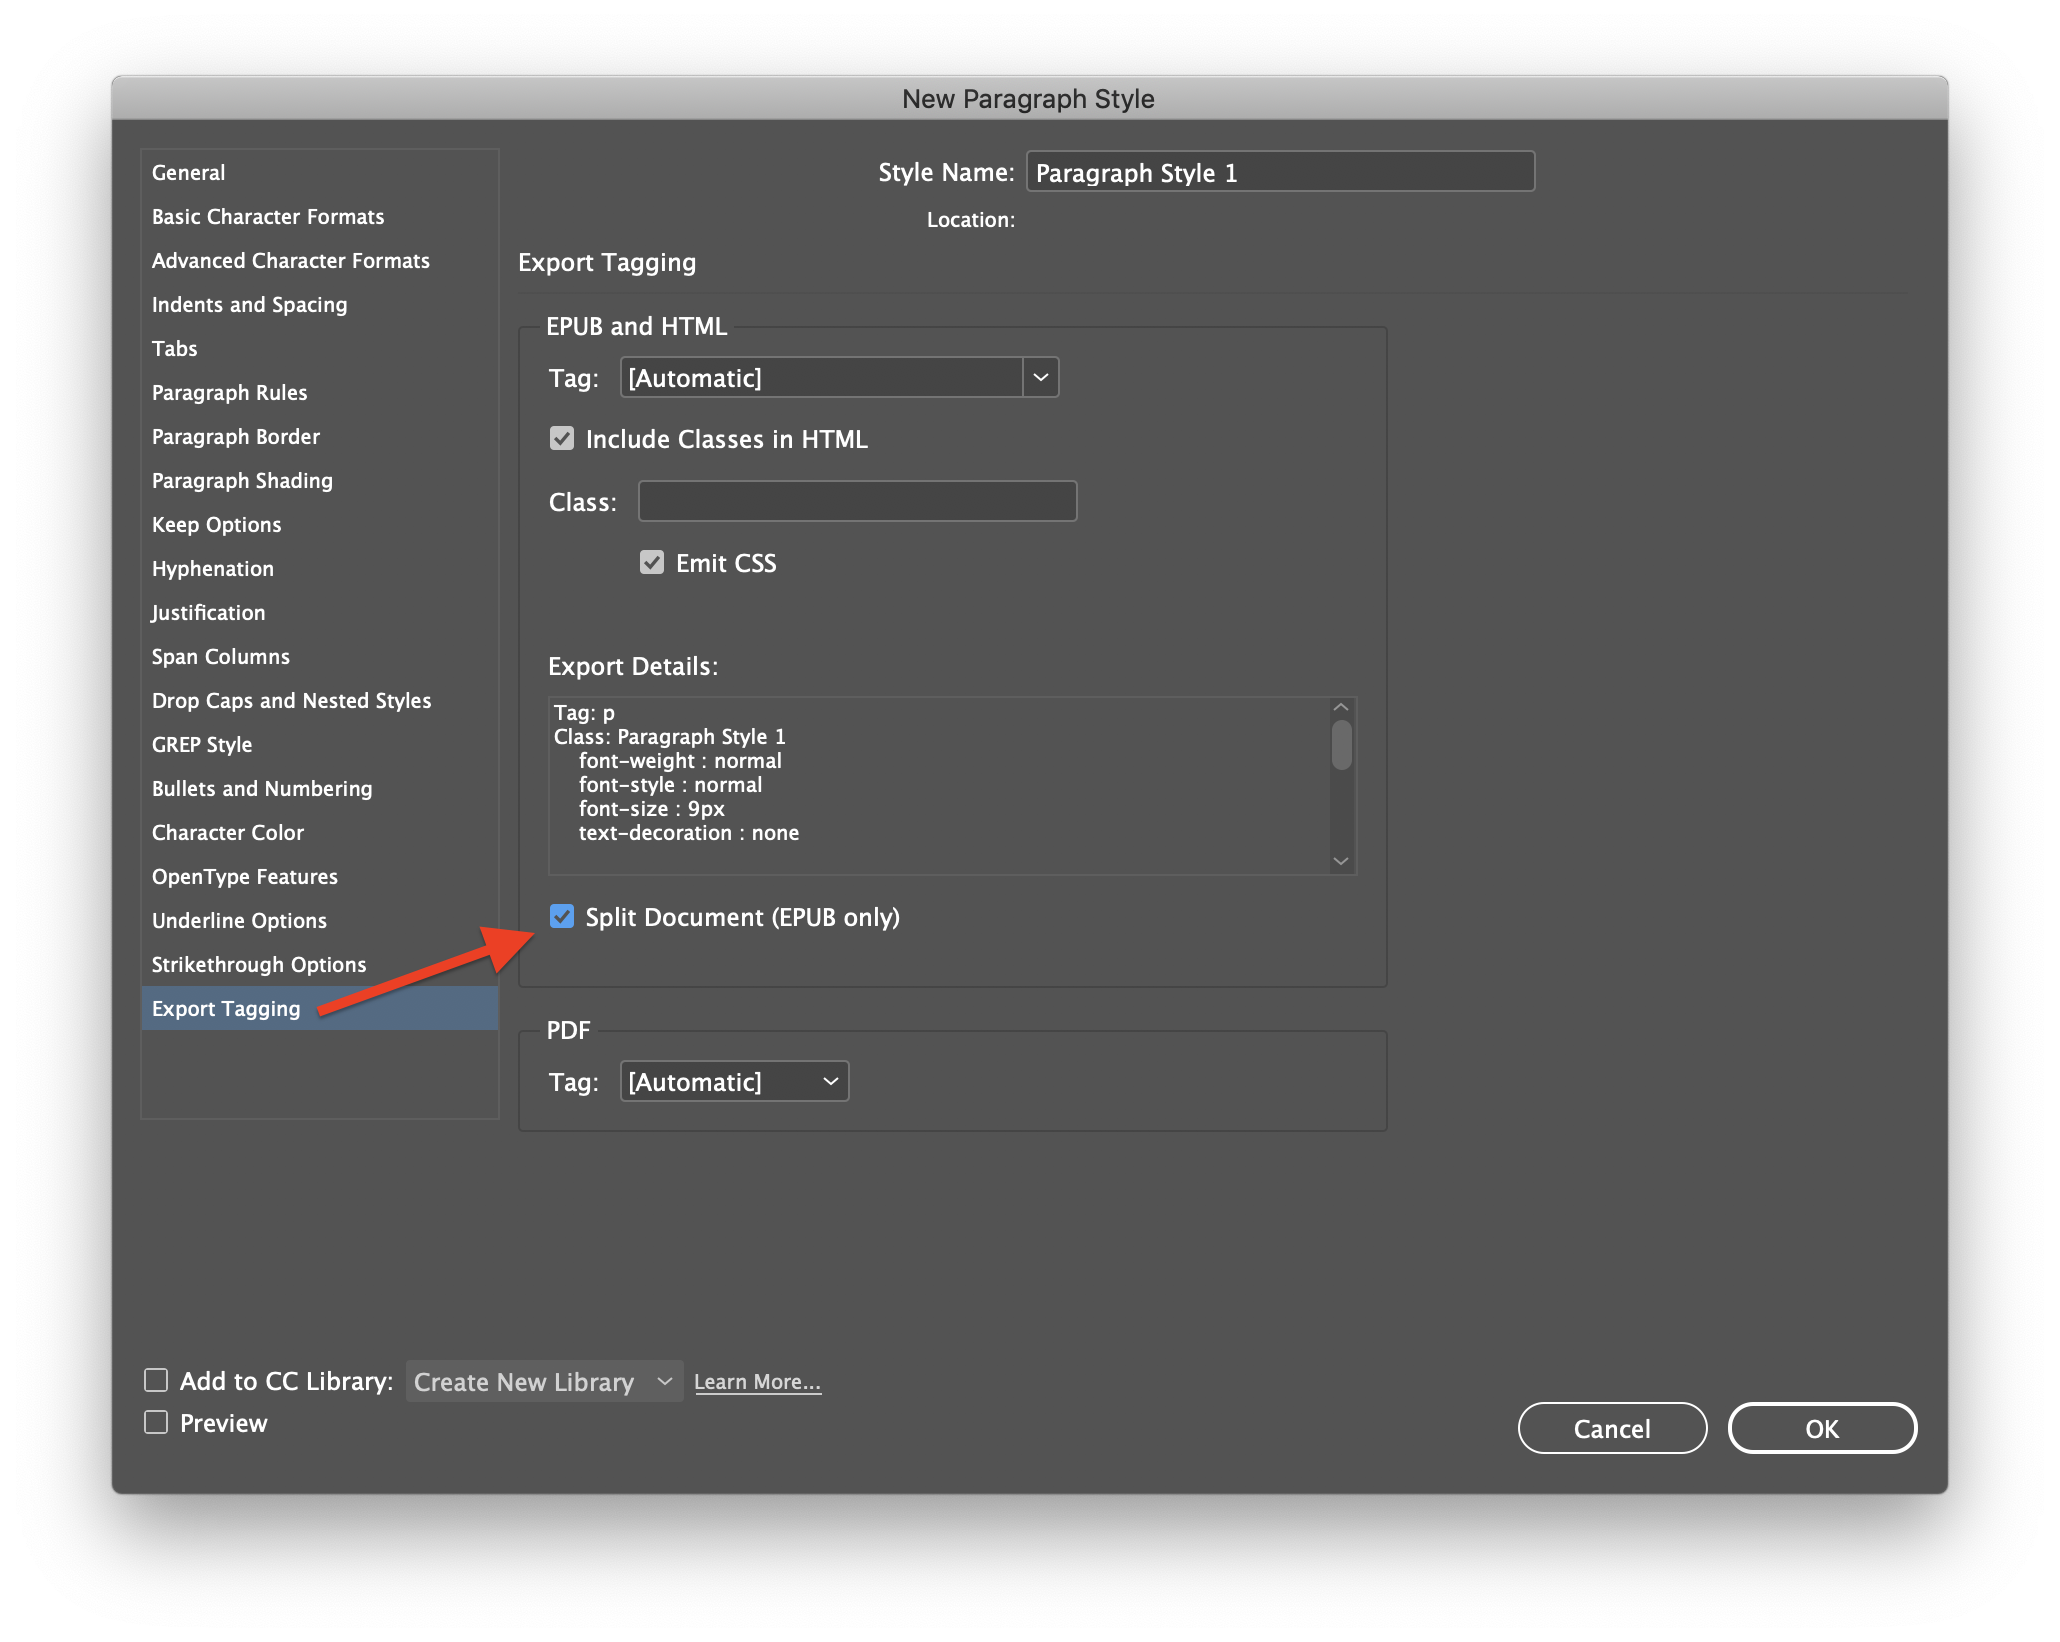 New Paragraph Style
General
Basic Character Formats
Advanced Character Formats
Indents and Spacing
Tabs
Paragraph Rules
Paragraph Border
Paragraph Shading
Keep Options
Hyphenation
Justification
Span Columns
Drop Caps and Nested Styles
GREP Style
Bullets and Numbering
Character Color
OpenType Features
Underline Options
Strikethrough Options
Export Tagging
Style Name: Paragraph Style 1
Location:
Export Tagging
EPUB and HTML
Tag: [Automatic]
Include Classes in HTML
Class:
Emit CSS
Export Details:
Tag: p
Class: Paragraph Style 1
font-weight : normal
font-style : normal
font-size : 9px
text-decoration : none
Split Document (EPUB only)
PDF
Tag: [Automatic]
Add to CC Library: Create New Library Learn More...
Preview
Cancel OK